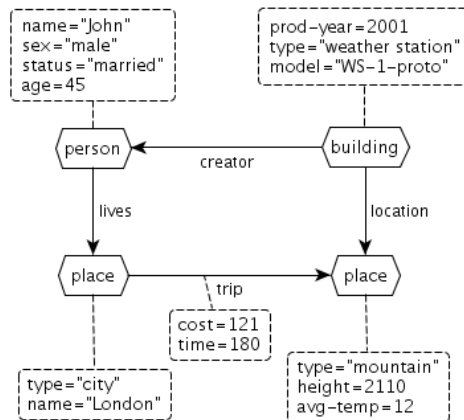 name="John"
sex="male"
status="married"
age=45
prod-year=2001
type="weather station"
model="WS-1-proto"
person
creator
building
lives
location
place
trip
place
cost=121
time=180
type="city"
name="London"
type="mountain"
height=2110
avg-temp=12